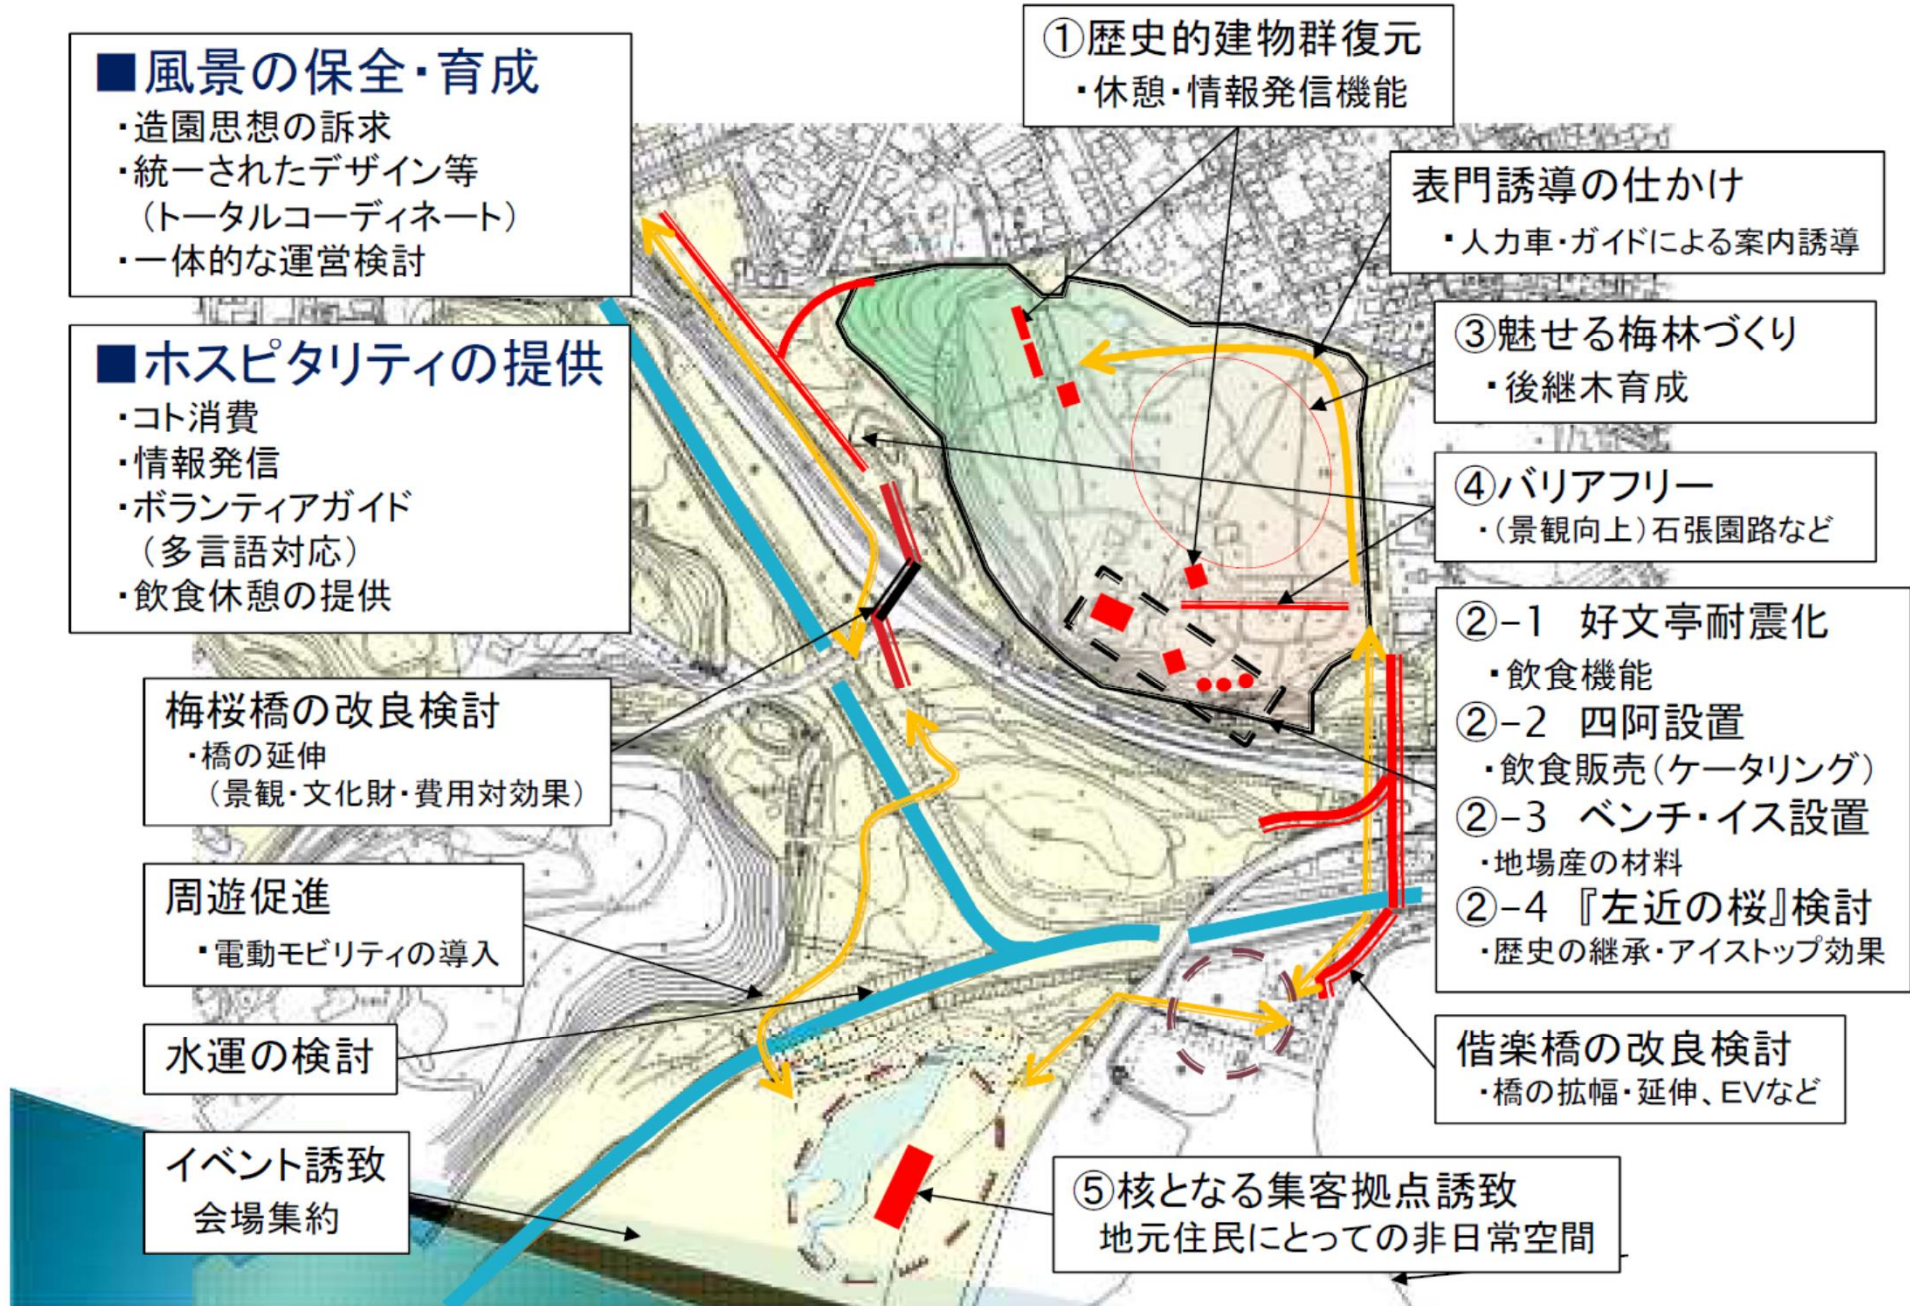 ■風景の保全・育成
・造園思想の訴求
・統一されたデザイン等
（トータルコーディネート）
・一体的な運営検討
■ホスピタリティの提供
・コト消費
・情報発信
・ボランティアガイド
（多言語対応）
・飲食休憩の提供
梅桜橋の改良検討
・橋の延伸
（景観・文化財・費用対効果）
周遊促進
・電動モビリティの導入
水運の検討
イベント誘致
会場集約
①歴史的建物群復元
・休憩・情報発信機能
表門誘導の仕かけ
・人力車・ガイドによる案内誘導
③魅せる梅林づくり
・後継木育成
④バリアフリー
・（景観向上）石張園路など
②−1　好文亭耐震化
・飲食機能
②−2　四阿設置
・飲食販売（ケータリング）
②−3　ベンチ・イス設置
・地場産の材料
②−4　『左近の桜』検討
・歴史の継承・アイストップ効果
偕楽橋の改良検討
・橋の拡幅・延伸、EVなど
⑤核となる集客拠点誘致
地元住民にとっての非日常空間